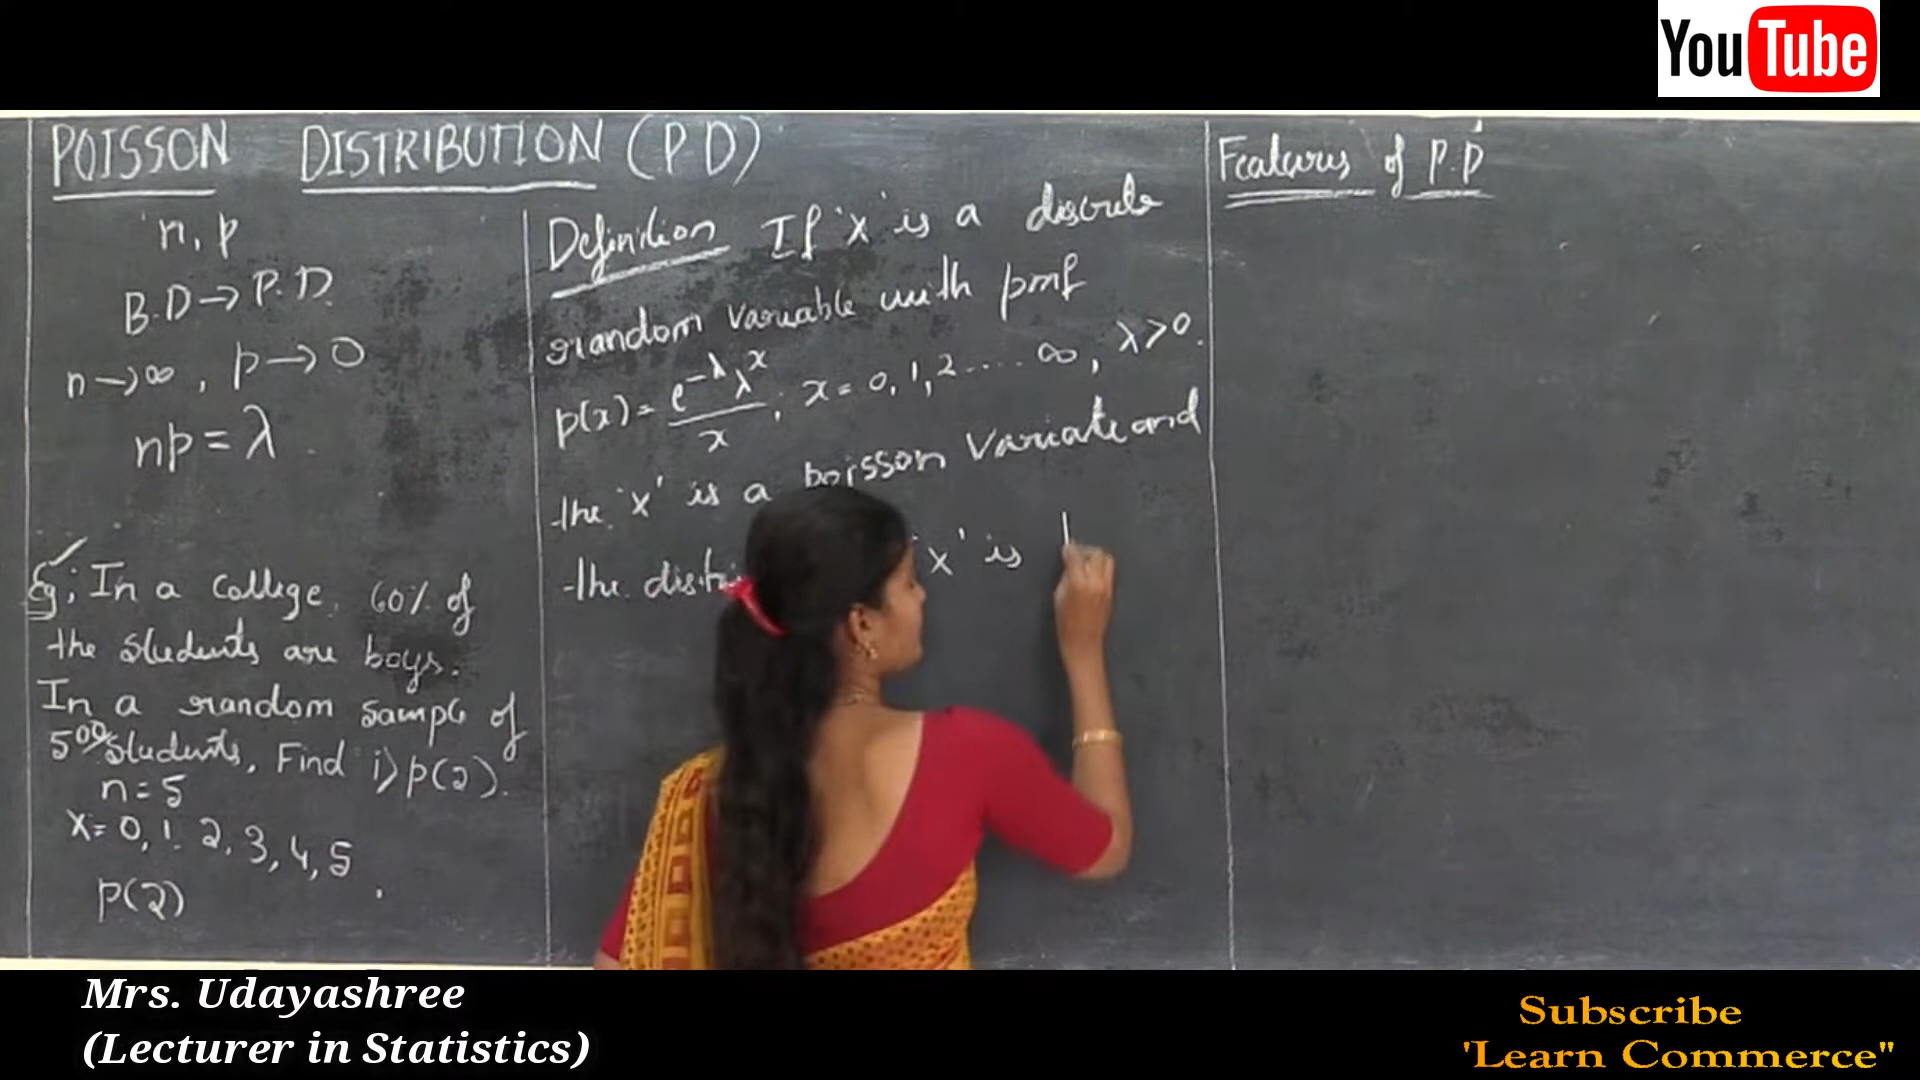 YouTube
POISSON DISTRIBUTION (P.D)
n, p
B.D → P.D.
n → ∞, p → 0
np = λ.
Eg; In a College, 60% of
the students are boys.
In a random sample of
500 students, Find i) p(2).
n = 5
x = 0, 1, 2, 3, 4, 5.
p(2)
Definition If 'x' is a discrete
random variable with pmf
p(x) = e^-λ λ^x / x ; x = 0, 1, 2 .... ∞, λ > 0.
the 'x' is a poisson Variate and
the 'x' is
Features of P.D
Mrs. Udayashree
(Lecturer in Statistics)
Subscribe
'Learn Commerce"